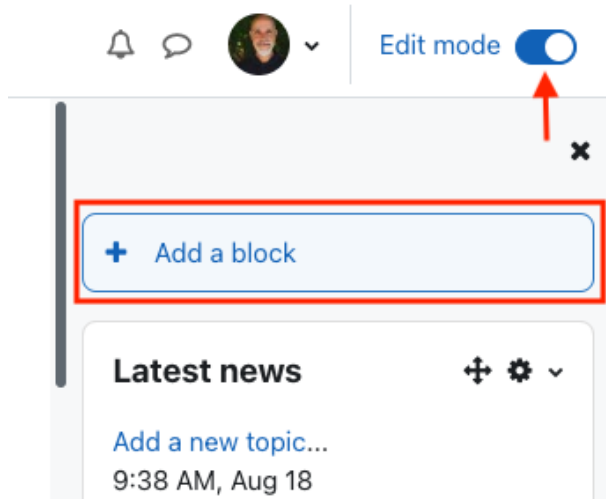 Edit mode
Add a block
Latest news
Add a new topic...
9:38 AM, Aug 18